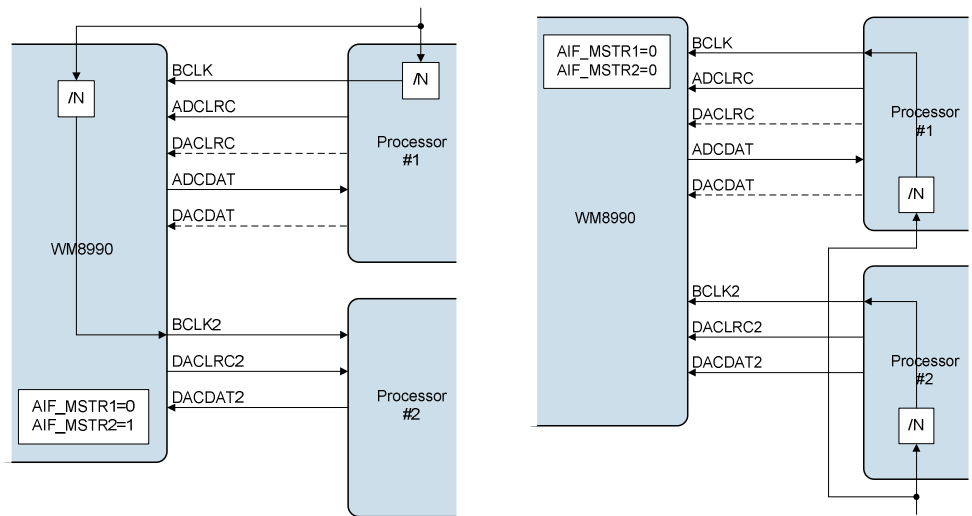 /N
/N
BCLK
ADCLRC
DACLRC
ADCDAT
DACDAT
Processor
#1
WM8990
BCLK2
DACLRC2
DACDAT2
Processor
#2
AIF_MSTR1=0
AIF_MSTR2=1
AIF_MSTR1=0
AIF_MSTR2=0
BCLK
ADCLRC
DACLRC
ADCDAT
DACDAT
Processor
#1
/N
WM8990
BCLK2
DACLRC2
DACDAT2
Processor
#2
/N